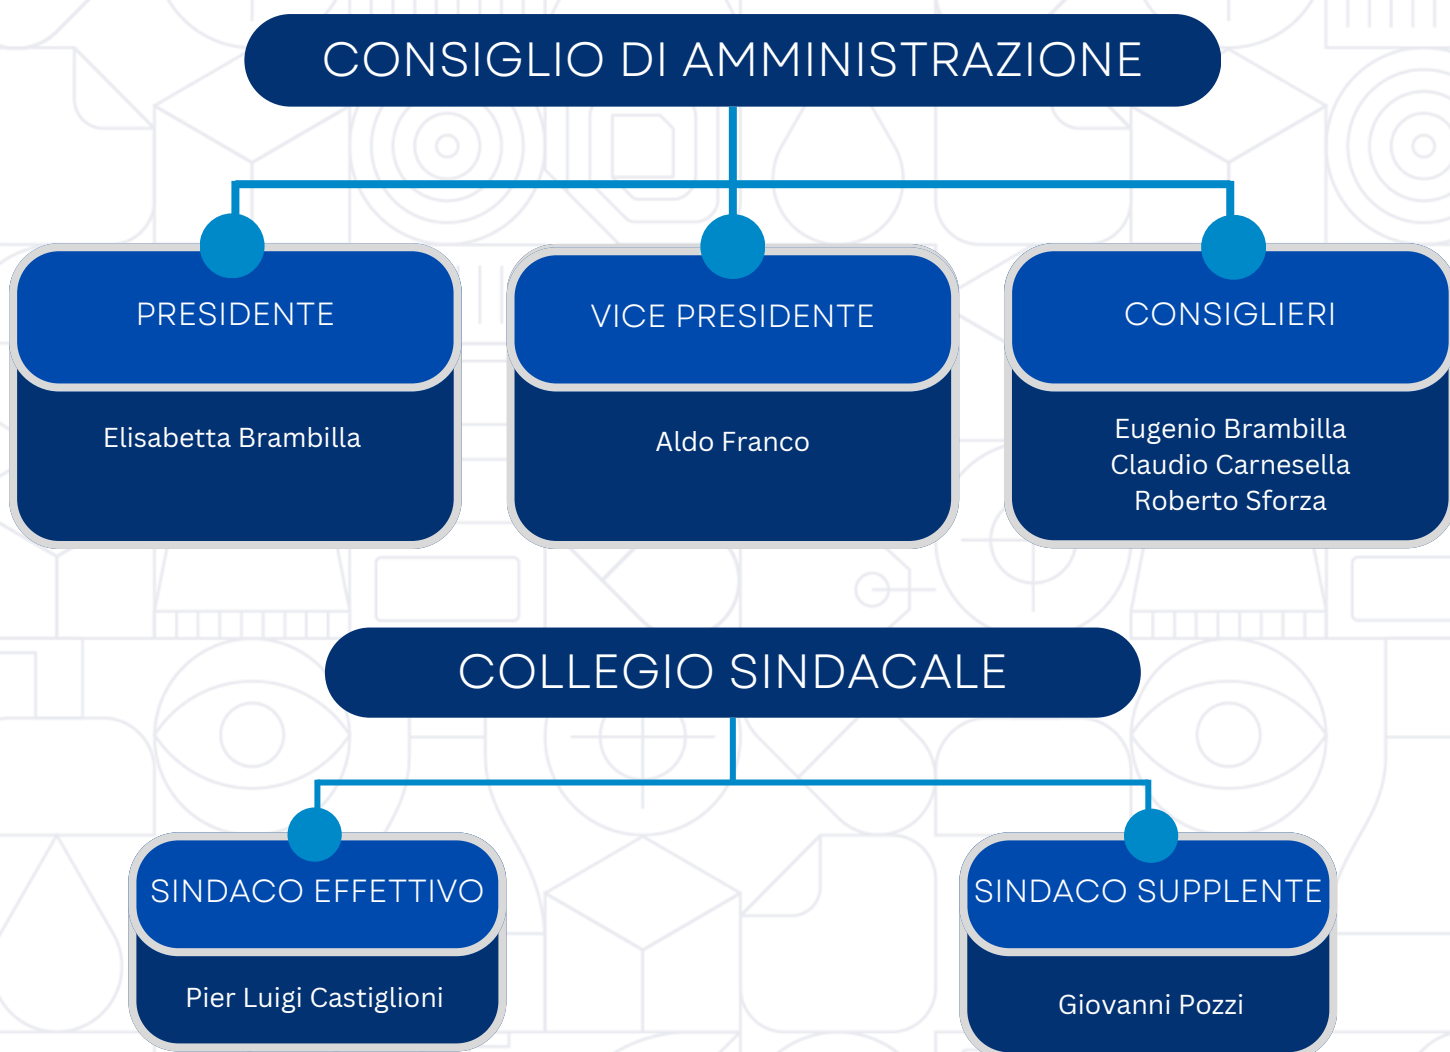 CONSIGLIO DI AMMINISTRAZIONE
PRESIDENTE
Elisabetta Brambilla
VICE PRESIDENTE
Aldo Franco
CONSIGLIERI
Eugenio Brambilla
Claudio Carnesella
Roberto Sforza
COLLEGIO SINDACALE
SINDACO EFFETTIVO
Pier Luigi Castiglioni
SINDACO SUPPLENTE
Giovanni Pozzi